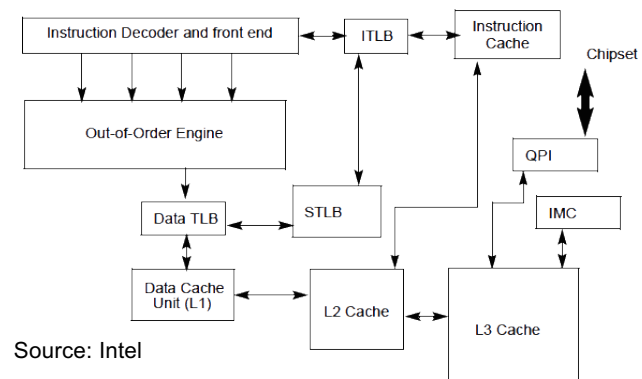 Instruction Decoder and front end
ITLB
Instruction
Cache
Chipset
Out-of-Order Engine
QPI
Data TLB
STLB
IMC
Data Cache
Unit (L1)
L2 Cache
L3 Cache
Source: Intel